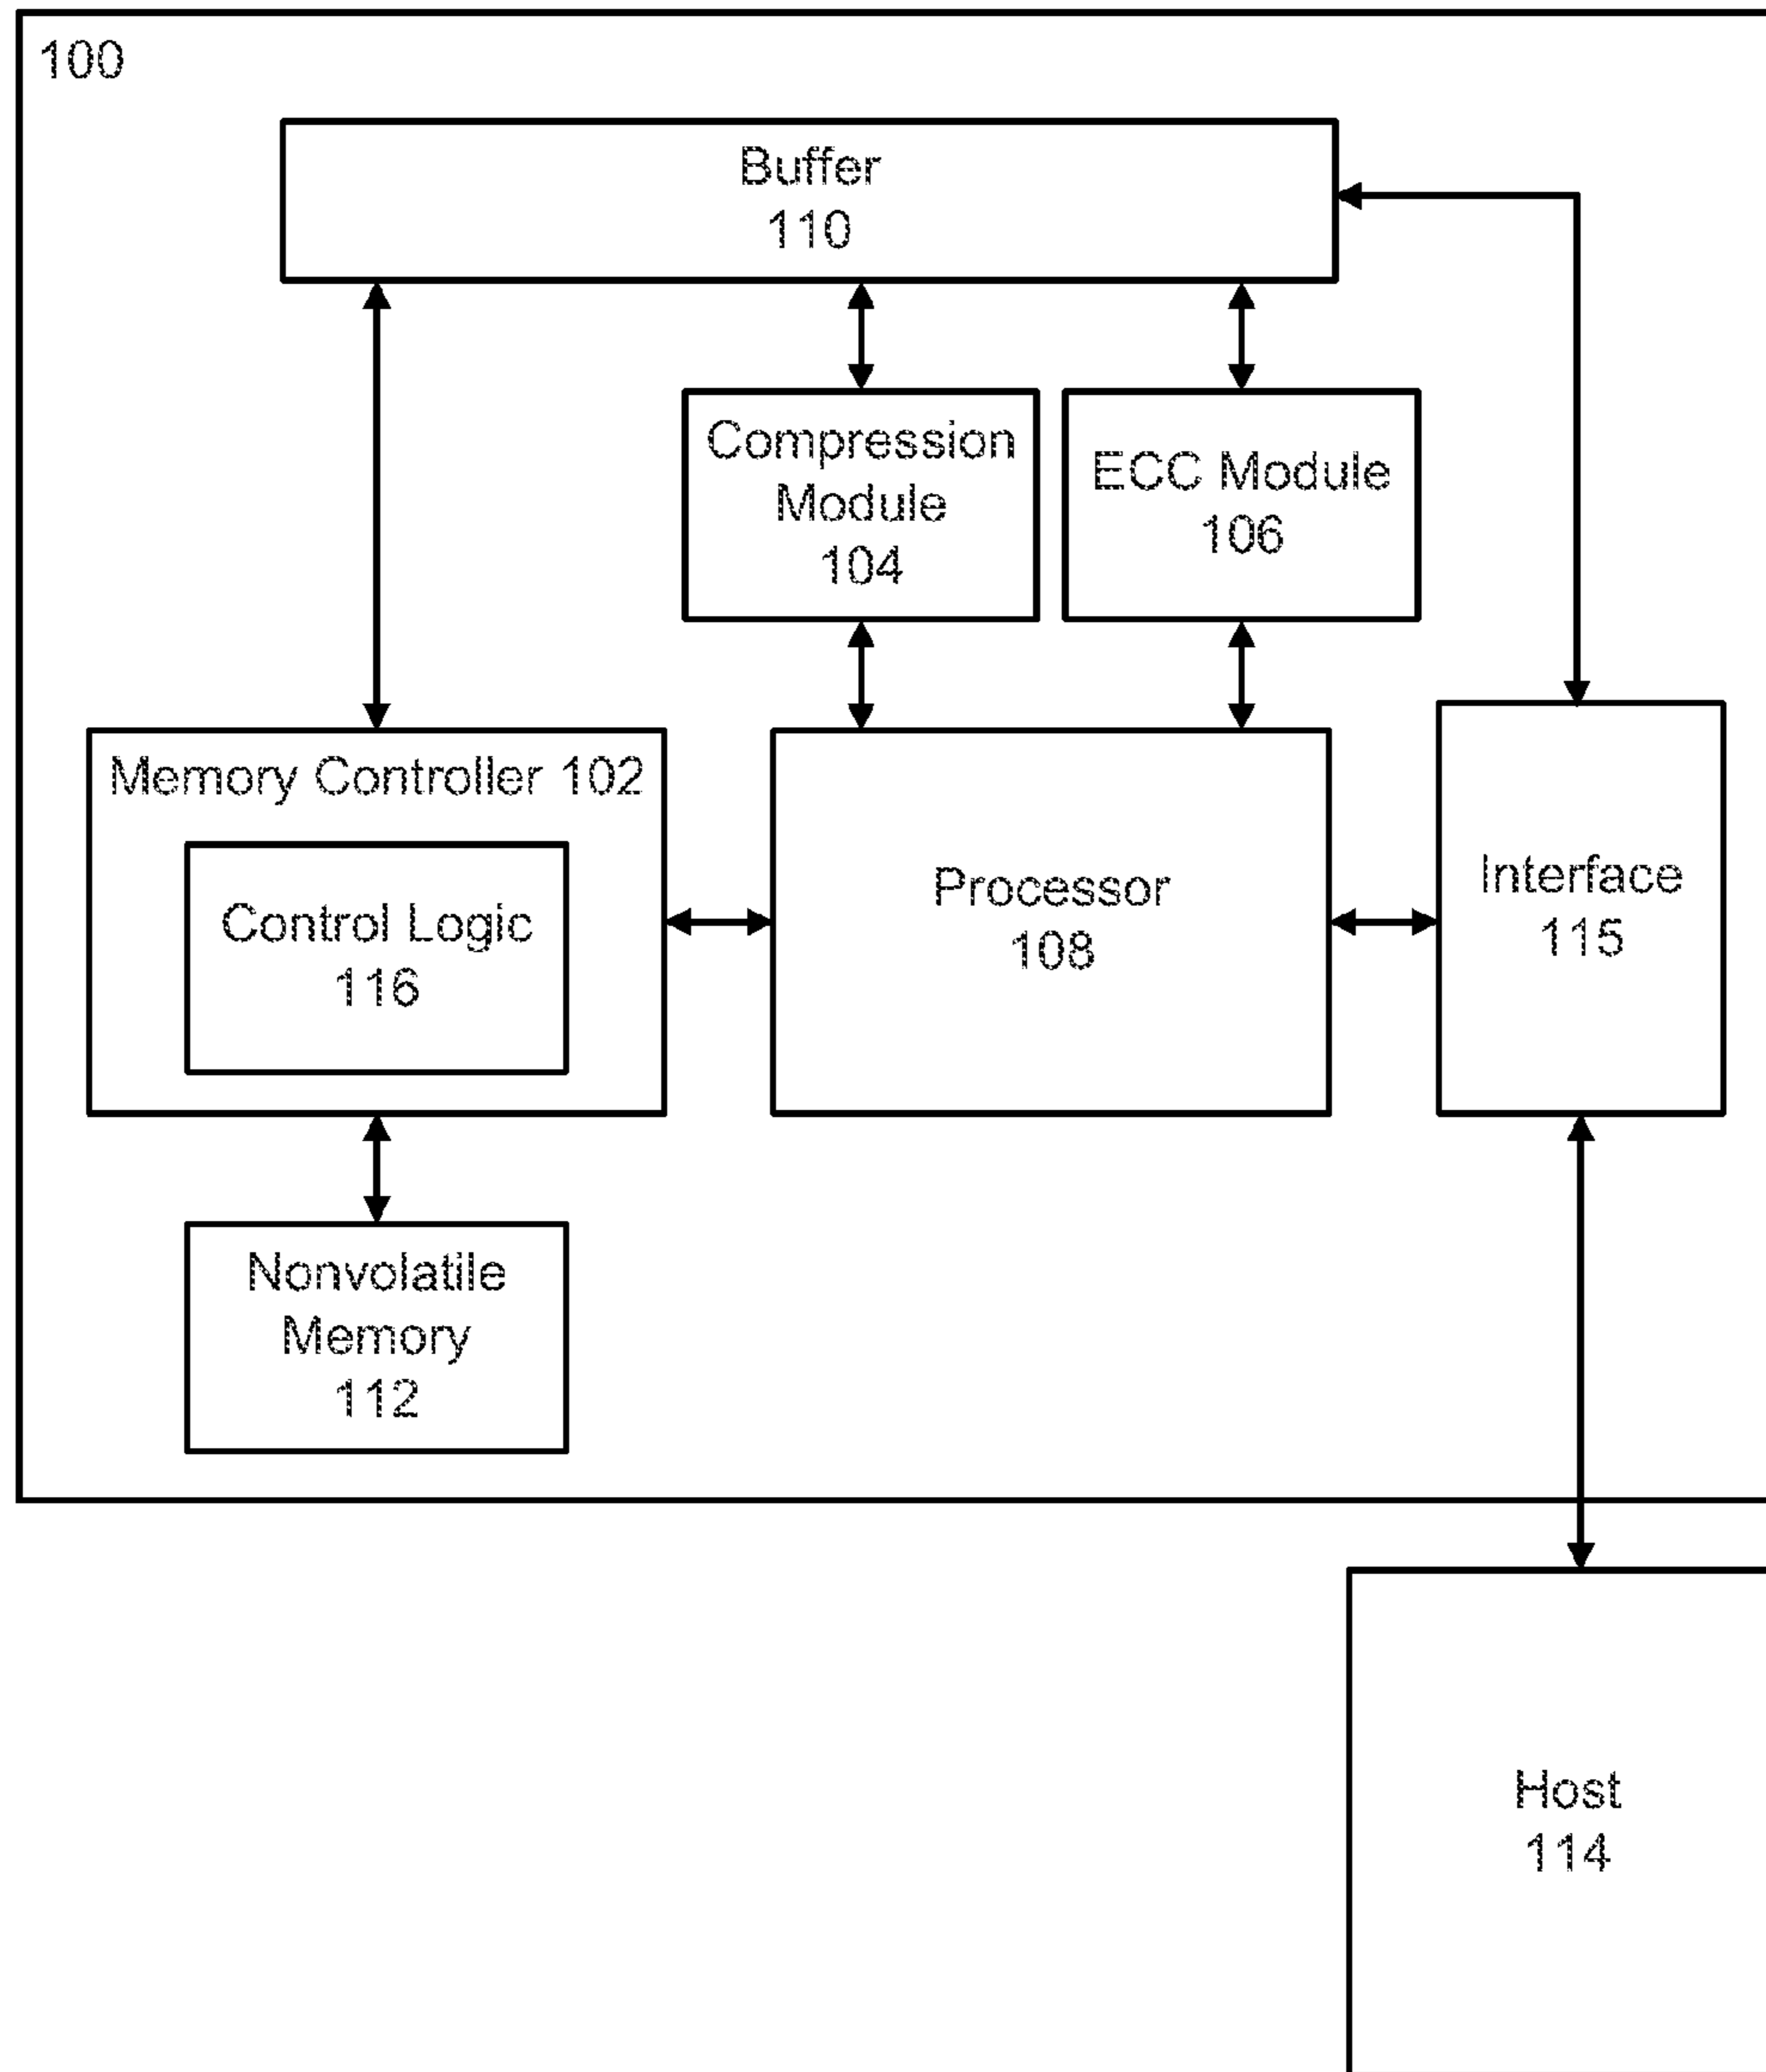 100
Buffer
110
Compression
Module
104
ECC Module
106
Memory Controller 102
Control Logic
116
Processor
108
Interface
115
Nonvolatile
Memory
112
Host
114